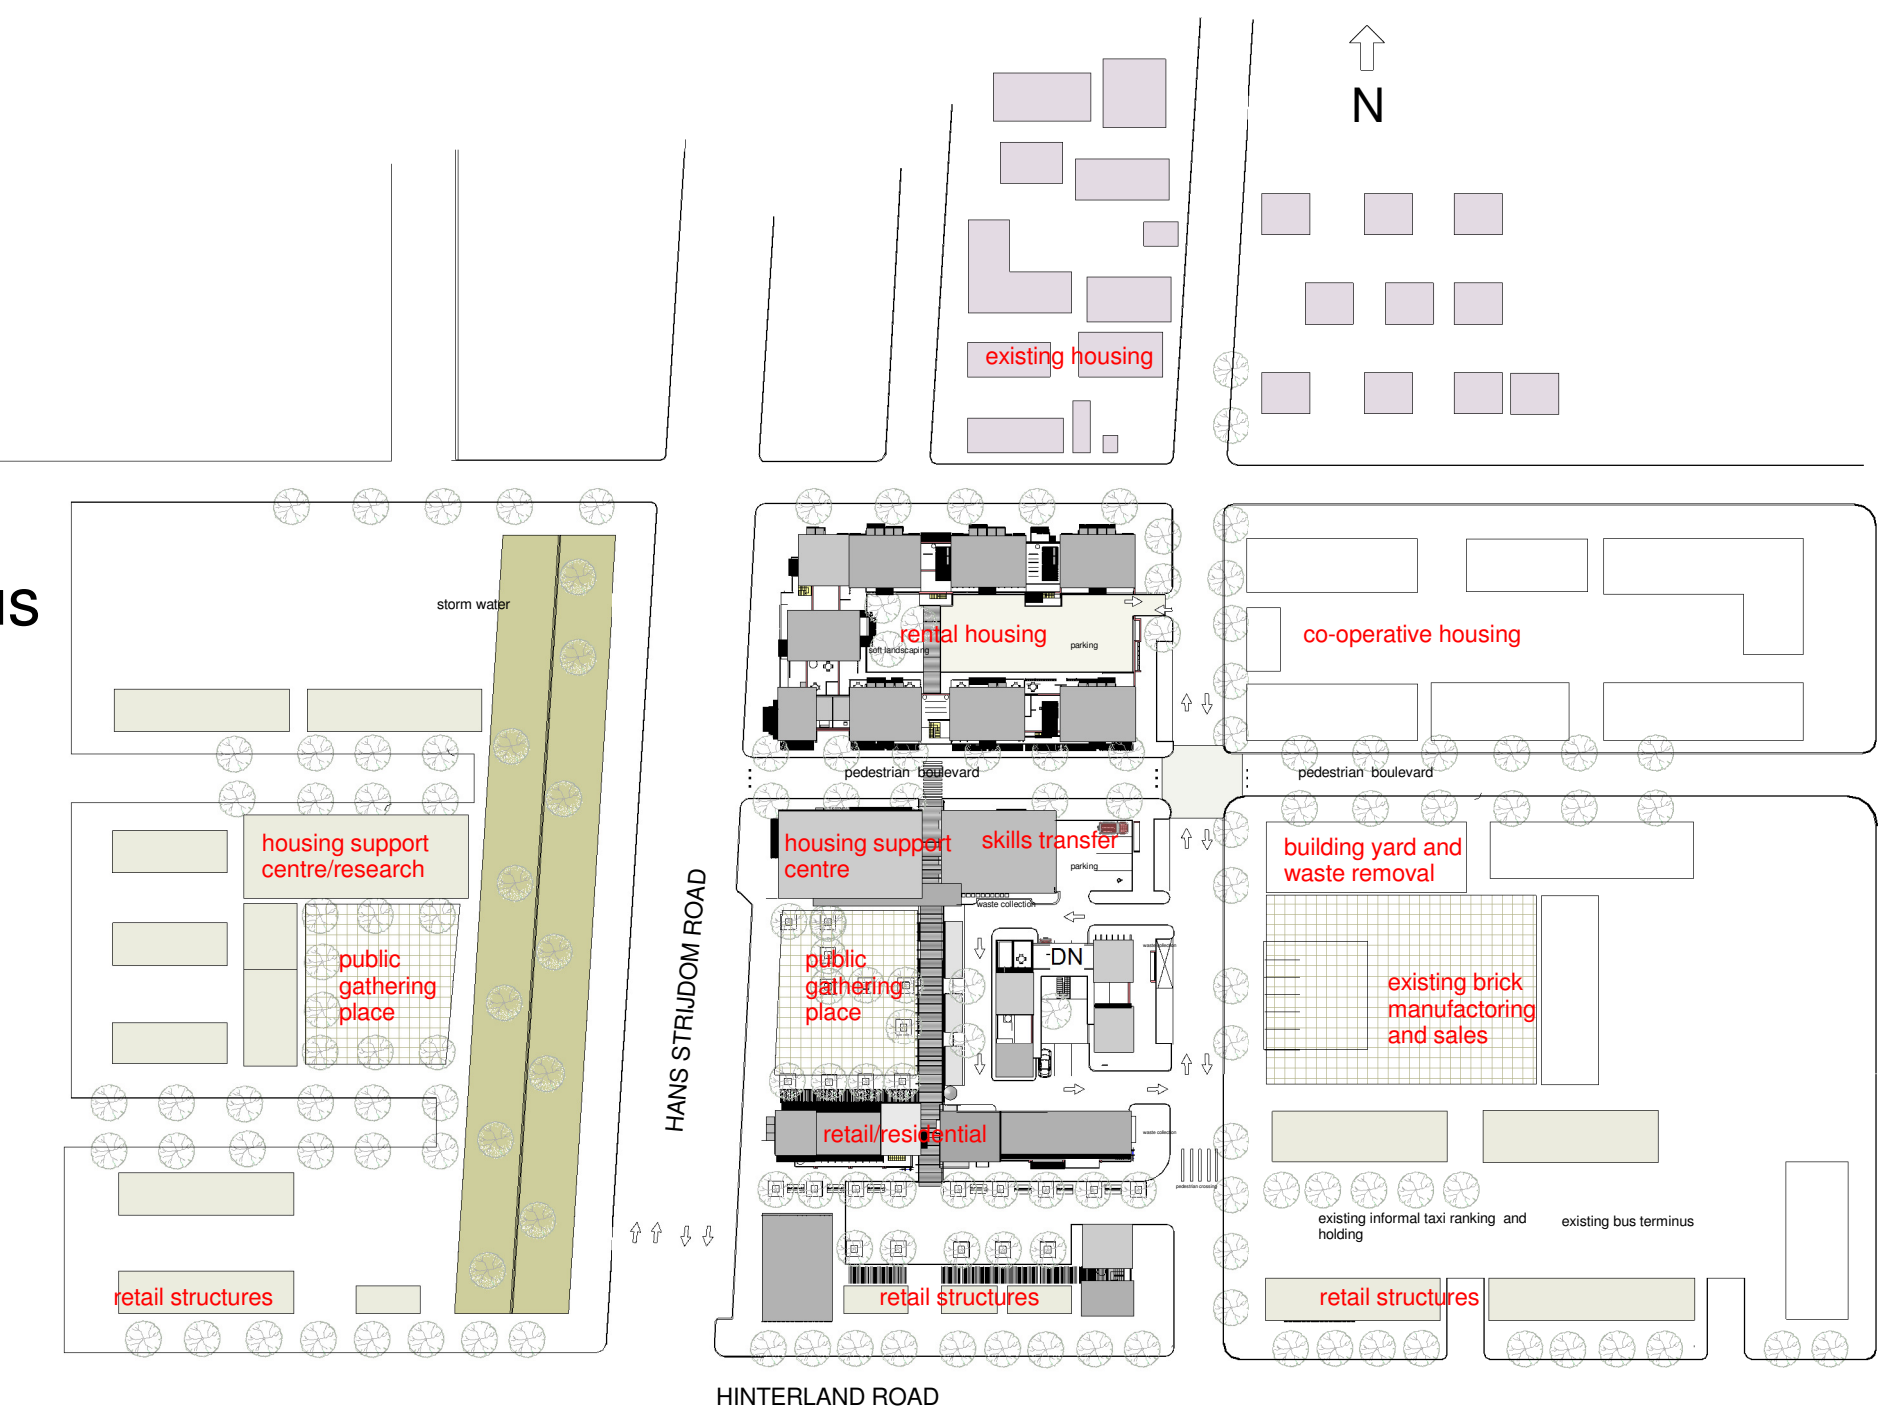 N
existing housing
storm water
rental housing
soft landscaping
parking
co-operative housing
pedestrian boulevard
pedestrian boulevard
housing support
centre/research
housing support
centre
skills transfer
parking
building yard and
waste removal
waste collection
HANS STRIJDOM ROAD
public
gathering
place
public
gathering
place
DN
waste collection
existing brick
manufactoring
and sales
retail/residential
waste collection
pedestrian crossing
existing informal taxi ranking and
holding
existing bus terminus
retail structures
retail structures
retail structures
HINTERLAND ROAD